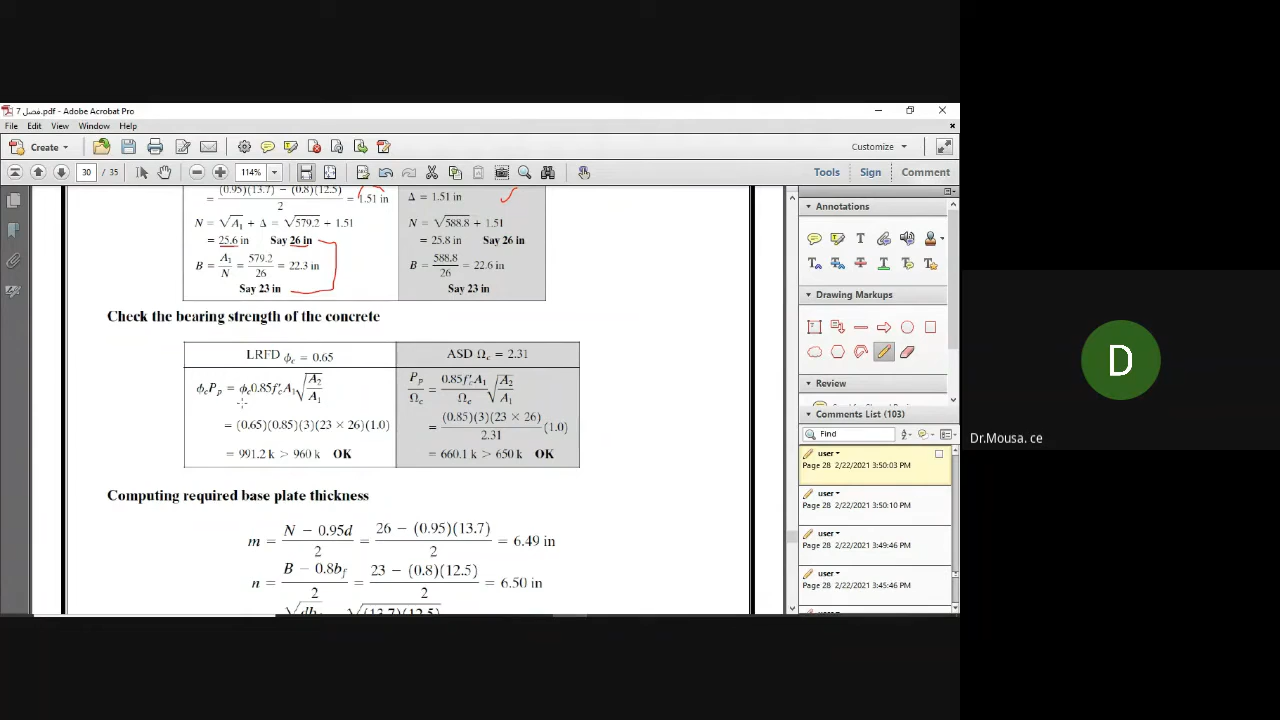 فصل 7.pdf - Adobe Acrobat Pro
File Edit View Window Help
Create Customize
30 / 35 114% Tools Sign Comment
= (0.95)(13.7) − (0.8)(12.5) / 2 = 1.51 in
Δ = 1.51 in
N = √A₁ + Δ = √579.2 + 1.51
N = √588.8 + 1.51
= 25.6 in Say 26 in
= 25.8 in Say 26 in
B = A₁/N = 579.2/26 = 22.3 in
B = 588.8/26 = 22.6 in
Say 23 in
Say 23 in
Check the bearing strength of the concrete
LRFD ϕc = 0.65
ASD Ωc = 2.31
ϕcPp = ϕc0.85f′cA₁√(A₂/A₁)
Pp/Ωc = 0.85f′cA₁/Ωc √(A₂/A₁)
= (0.65)(0.85)(3)(23 × 26)(1.0)
= (0.85)(3)(23 × 26)/2.31 (1.0)
= 991.2 k > 960 k OK
= 660.1 k > 650 k OK
Computing required base plate thickness
m = N − 0.95d / 2 = 26 − (0.95)(13.7) / 2 = 6.49 in
n = B − 0.8bf / 2 = 23 − (0.8)(12.5) / 2 = 6.50 in
Annotations
Drawing Markups
Review
Comments List (103)
Find
user
Page 28 2/22/2021 3:50:03 PM
user
Page 28 2/22/2021 3:50:10 PM
user
Page 28 2/22/2021 3:49:46 PM
user
Page 28 2/22/2021 3:45:46 PM
D
Dr.Mousa. ce